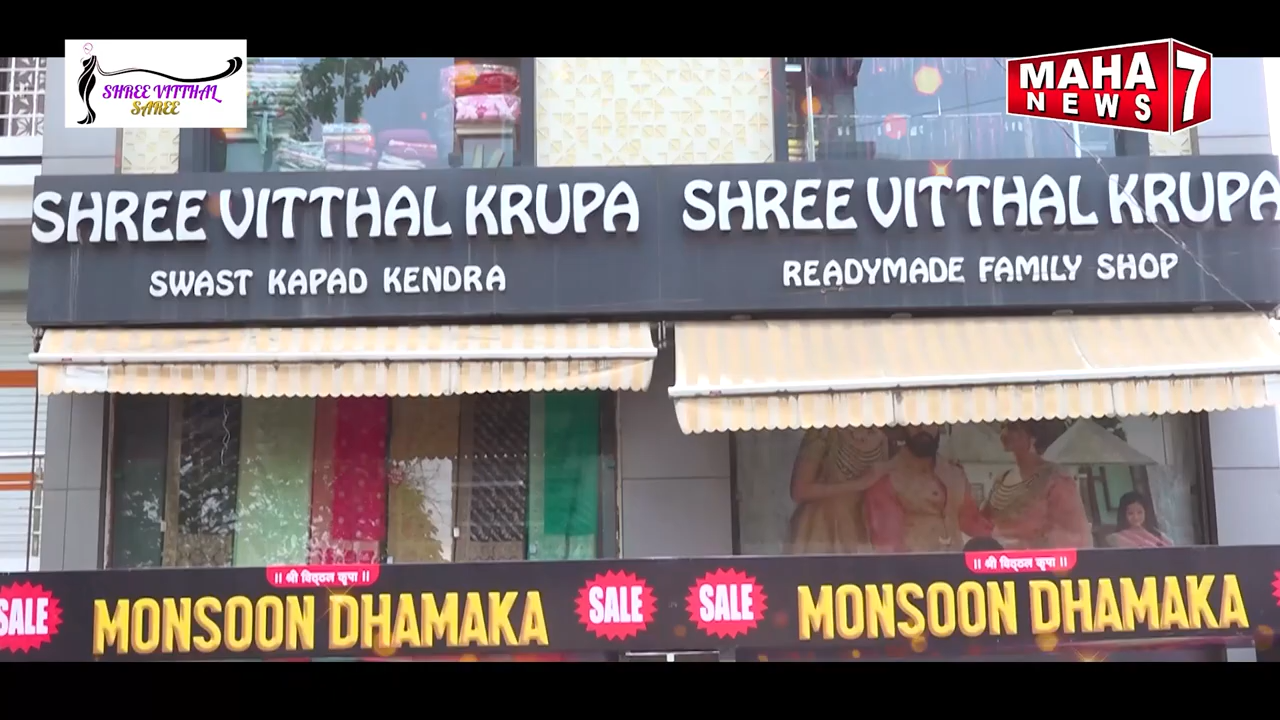 SHREE VITTHAL
SAREE
MAHA
NEWS
7
SHREE VITTHAL KRUPA
SWAST KAPAD KENDRA
SHREE VITTHAL KRUPA
READYMADE FAMILY SHOP
SALE
॥ श्री विठ्ठल कृपा ॥
MONSOON DHAMAKA
SALE
SALE
॥ श्री विठ्ठल कृपा ॥
MONSOON DHAMAKA